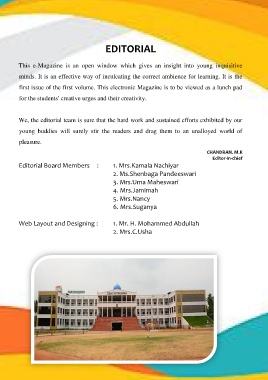 EDITORIAL
This e-Magazine is an open window which gives an insight into young inquisitive
minds. It is an effective way of inculcating the correct ambience for learning. It is the
first issue of the first volume. This electronic Magazine is to be viewed as a lunch pad
for the students' creative urges and their creativity.
We, the editorial team is sure that the hard work and sustained efforts exhibited by our
young buddies will surely stir the readers and drag them to an unalloyed world of
pleasure.
CHANDRAN. M.K
Editor-in-chief
Editorial Board Members : 1. Mrs.Kamala Nachiyar
2. Ms.Shenbaga Pandeeswari
3. Mrs.Uma Maheswari
4. Mrs.Jamimah
5. Mrs.Nancy
6. Mrs.Suganya
Web Layout and Designing : 1. Mr. H. Mohammed Abdullah
2. Mrs.C.Usha